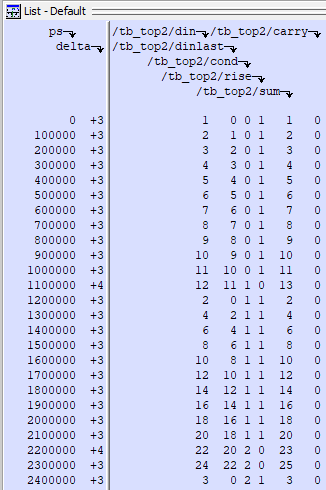 List - Default
ps /tb_top2/din /tb_top2/carry
delta /tb_top2/dinlast
/tb_top2/cond
/tb_top2/rise
/tb_top2/sum
0 +3 1 0 0 1 1 0
100000 +3 2 1 0 1 2 0
200000 +3 3 2 0 1 3 0
300000 +3 4 3 0 1 4 0
400000 +3 5 4 0 1 5 0
500000 +3 6 5 0 1 6 0
600000 +3 7 6 0 1 7 0
700000 +3 8 7 0 1 8 0
800000 +3 9 8 0 1 9 0
900000 +3 10 9 0 1 10 0
1000000 +3 11 10 0 1 11 0
1100000 +4 12 11 1 0 13 0
1200000 +3 2 0 1 1 2 0
1300000 +3 4 2 1 1 4 0
1400000 +3 6 4 1 1 6 0
1500000 +3 8 6 1 1 8 0
1600000 +3 10 8 1 1 10 0
1700000 +3 12 10 1 1 12 0
1800000 +3 14 12 1 1 14 0
1900000 +3 16 14 1 1 16 0
2000000 +3 18 16 1 1 18 0
2100000 +3 20 18 1 1 20 0
2200000 +4 22 20 2 0 23 0
2300000 +3 24 22 2 0 25 0
2400000 +3 3 0 2 1 3 0